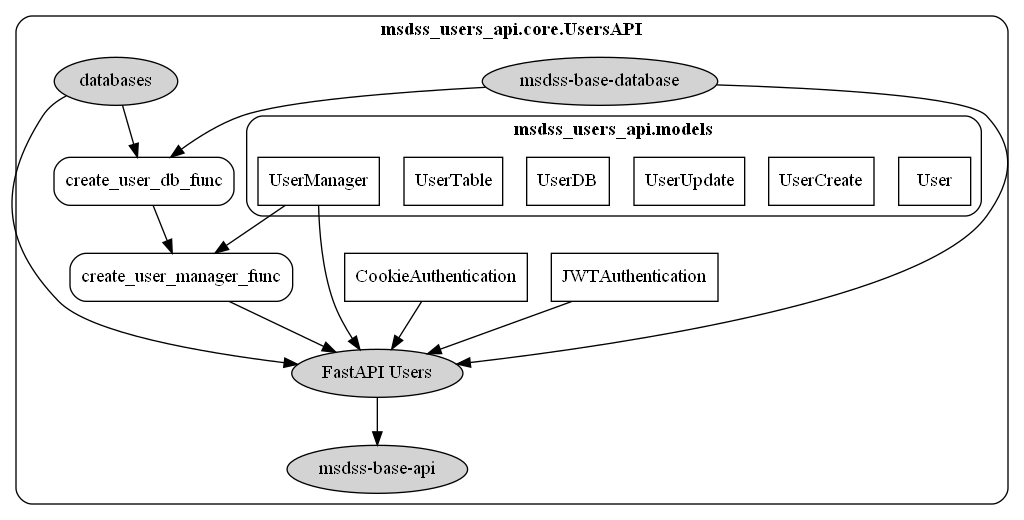 msdss_users_api.core.UsersAPI
databases
msdss-base-database
msdss_users_api.models
create_user_db_func
UserManager
UserTable
UserDB
UserUpdate
UserCreate
User
create_user_manager_func
CookieAuthentication
JWTAuthentication
FastAPI Users
msdss-base-api